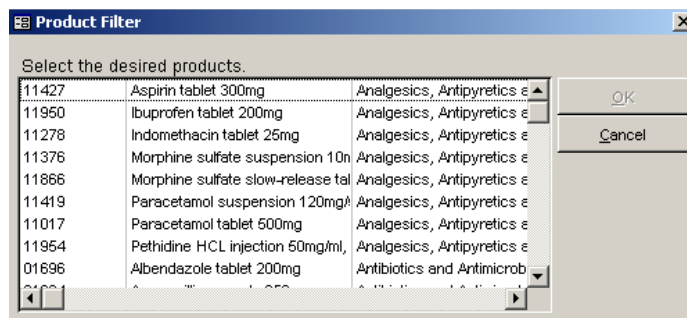 Product Filter
Select the desired products.
11427 Aspirin tablet 300mg Analgesics, Antipyretics
OK
11950 Ibuprofen tablet 200mg Analgesics, Antipyretics
Cancel
11278 Indomethacin tablet 25mg Analgesics, Antipyretics
11376 Morphine sulfate suspension Analgesics, Antipyretics
11866 Morphine sulfate slow-release Analgesics, Antipyretics
11419 Paracetamol suspension Analgesics, Antipyretics
11017 Paracetamol tablet 500mg Analgesics, Antipyretics
11954 Pethidine HCL injection 50mg/ml, Analgesics, Antipyretics
01696 Albendazole tablet 200mg Antibiotics and Antimicrob